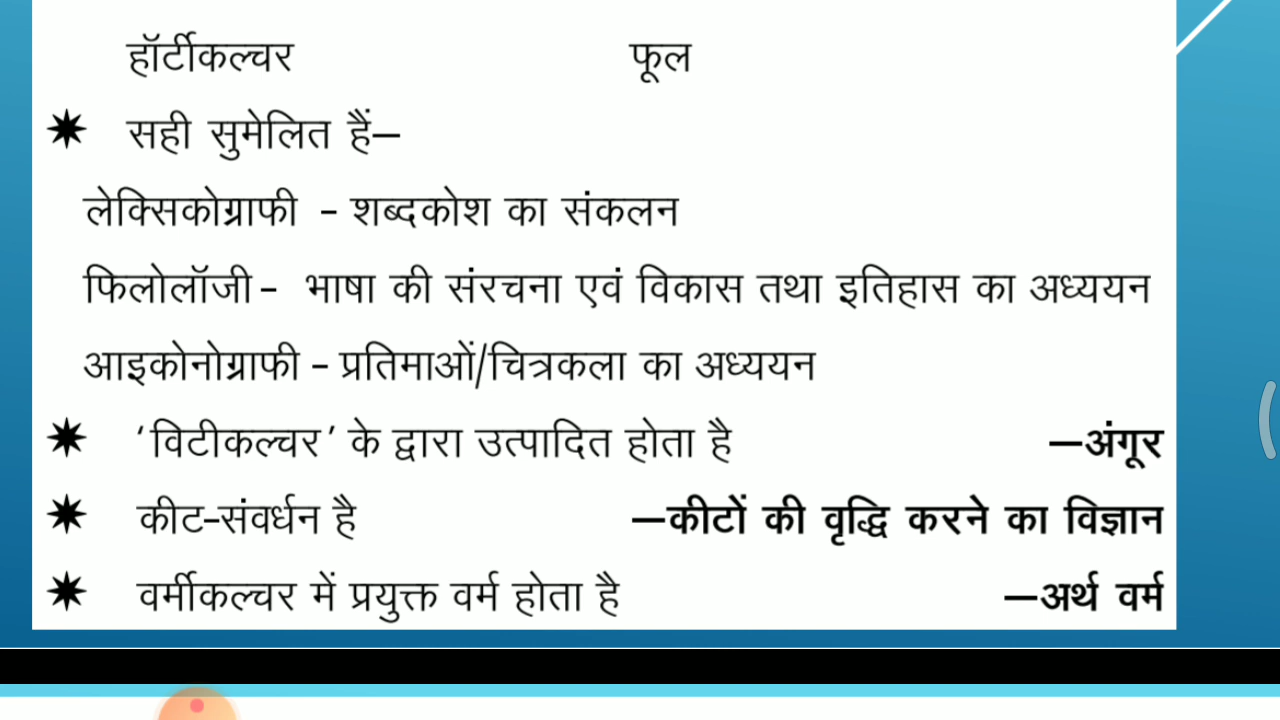 हॉर्टीकल्चर फूल
✷ सही सुमेलित हैं—
लेक्सिकोग्राफी - शब्दकोश का संकलन
फिलोलॉजी - भाषा की संरचना एवं विकास तथा इतिहास का अध्ययन
आइकोनोग्राफी - प्रतिमाओं/चित्रकला का अध्ययन
✷ ‘विटीकल्चर’ के द्वारा उत्पादित होता है —अंगूर
✷ कीट-संवर्धन है —कीटों की वृद्धि करने का विज्ञान
✷ वर्मीकल्चर में प्रयुक्त वर्म होता है —अर्थ वर्म